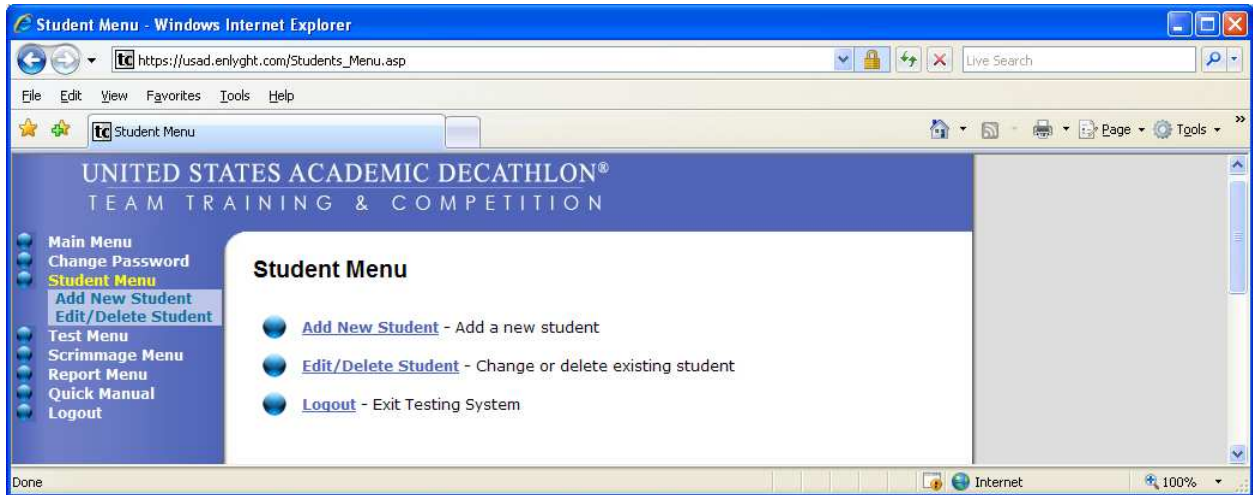 Student Menu - Windows Internet Explorer
tc https://usad.enlyght.com/Students_Menu.asp
Live Search
File Edit View Favorites Tools Help
tc Student Menu
Page Tools »
UNITED STATES ACADEMIC DECATHLON®
TEAM TRAINING & COMPETITION
Main Menu
Change Password
Student Menu
Add New Student
Edit/Delete Student
Test Menu
Scrimmage Menu
Report Menu
Quick Manual
Logout
Student Menu
Add New Student - Add a new student
Edit/Delete Student - Change or delete existing student
Logout - Exit Testing System
Done
Internet
100%